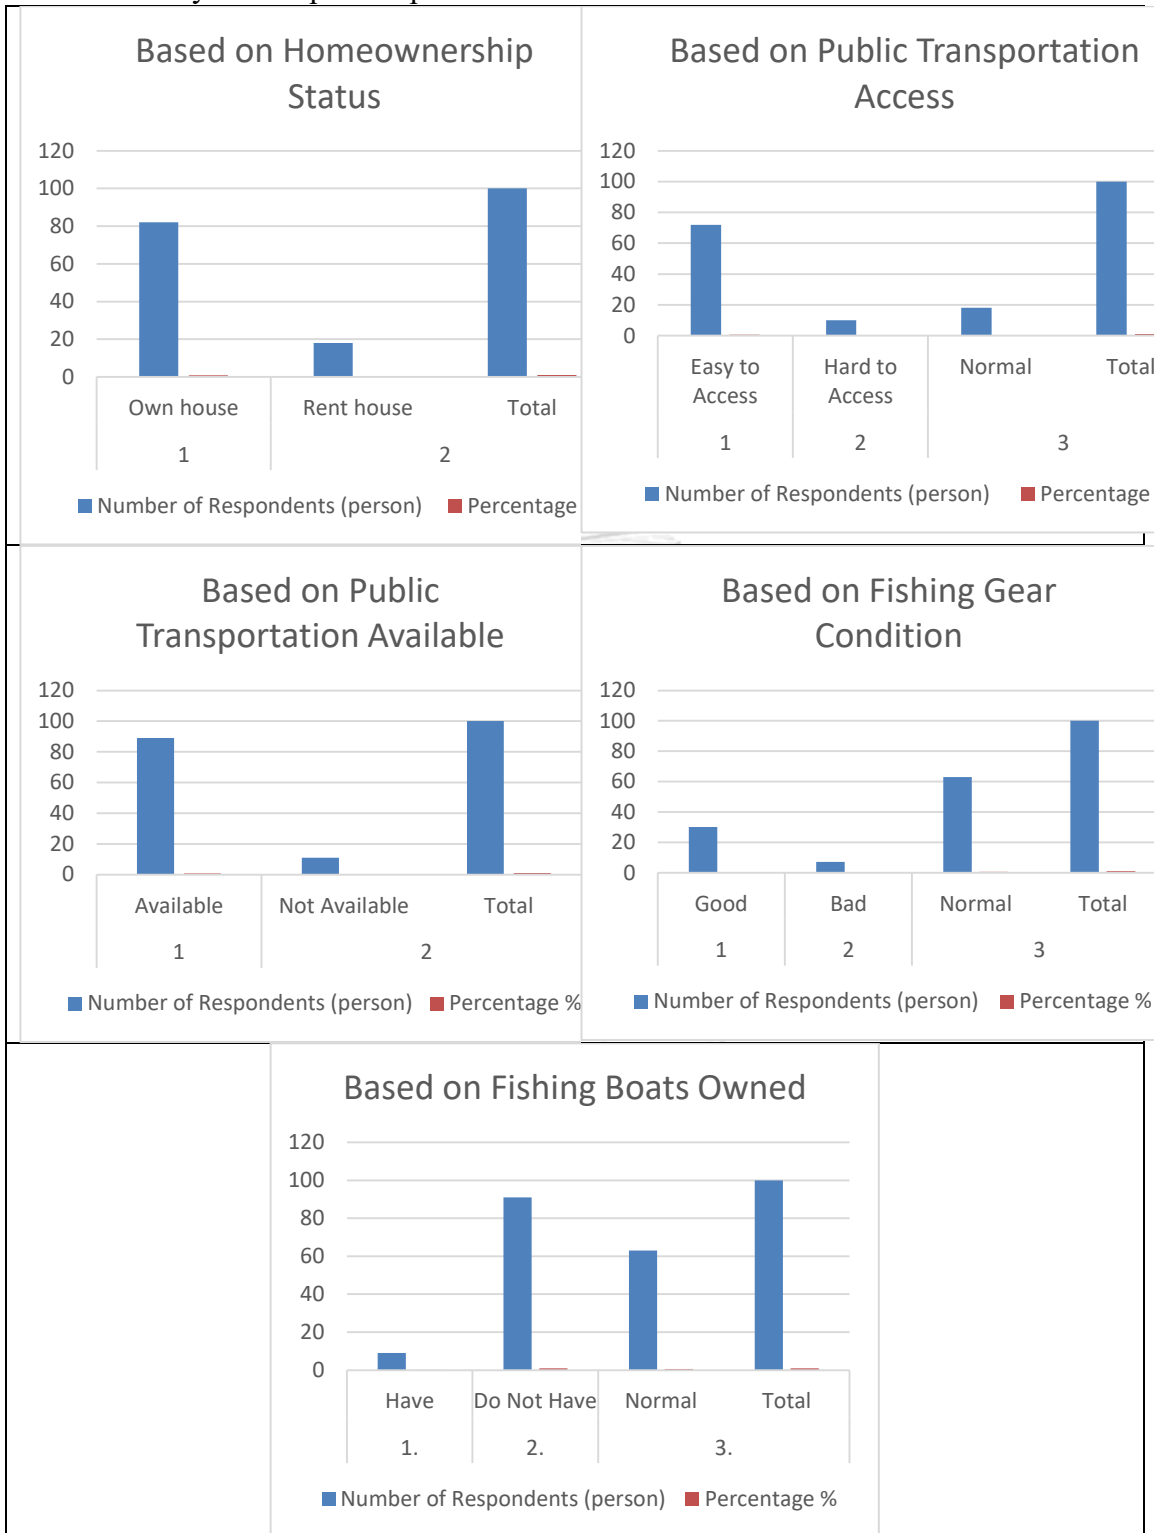 Based on Homeownership
Status
120
100
80
60
40
20
0
Own house Rent house Total
1 2
Number of Respondents (person) Percentage
Based on Public Transportation
Access
120
100
80
60
40
20
0
Easy to Hard to Normal Total
Access Access
1 2 3
Number of Respondents (person) Percentage
Based on Public
Transportation Available
120
100
80
60
40
20
0
Available Not Available Total
1 2
Number of Respondents (person) Percentage %
Based on Fishing Gear
Condition
120
100
80
60
40
20
0
Good Bad Normal Total
1 2 3
Number of Respondents (person) Percentage %
Based on Fishing Boats Owned
120
100
80
60
40
20
0
Have Do Not Have Normal Total
1. 2. 3.
Number of Respondents (person) Percentage %